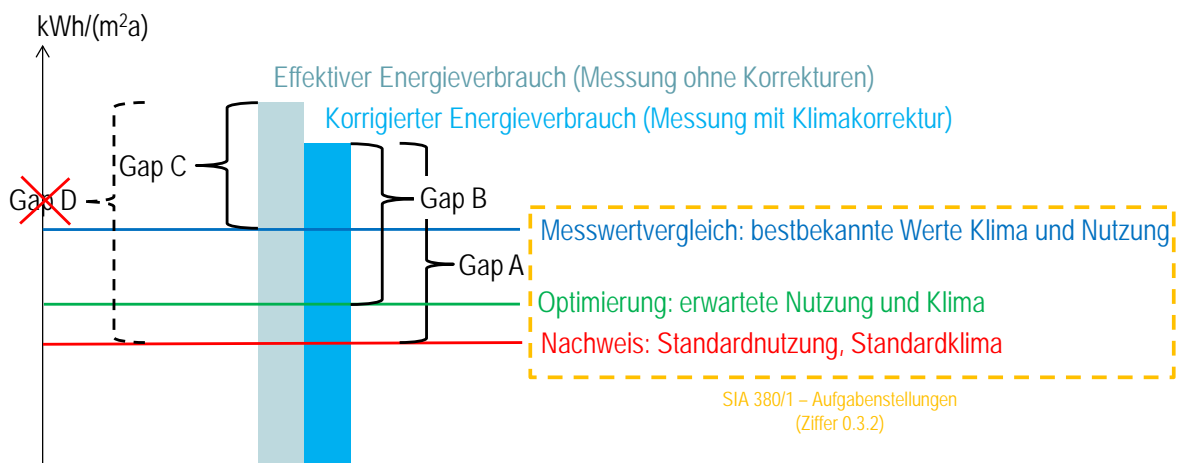 kWh/(m²a)
Effektiver Energieverbrauch (Messung ohne Korrekturen)
Korrigierter Energieverbrauch (Messung mit Klimakorrektur)
Gap C
Gap D
Gap B
Messwertvergleich: bestbekannte Werte Klima und Nutzung
Gap A
Optimierung: erwartete Nutzung und Klima
Nachweis: Standardnutzung, Standardklima
SIA 380/1 – Aufgabenstellungen
(Ziffer 0.3.2)